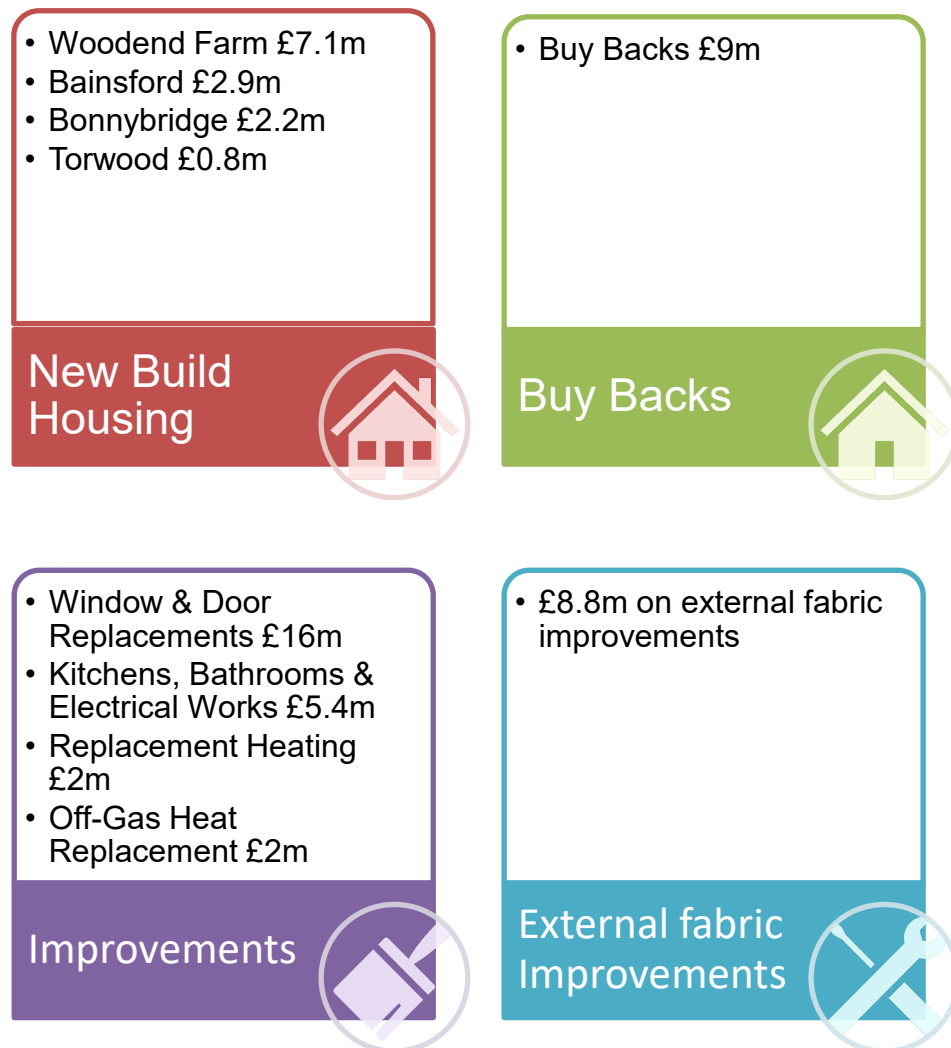 • Woodend Farm £7.1m
• Bainsford £2.9m
• Bonnybridge £2.2m
• Torwood £0.8m
New Build
Housing
• Buy Backs £9m
Buy Backs
• Window & Door
Replacements £16m
• Kitchens, Bathrooms &
Electrical Works £5.4m
• Replacement Heating
£2m
• Off-Gas Heat
Replacement £2m
Improvements
• £8.8m on external fabric
improvements
External fabric
Improvements